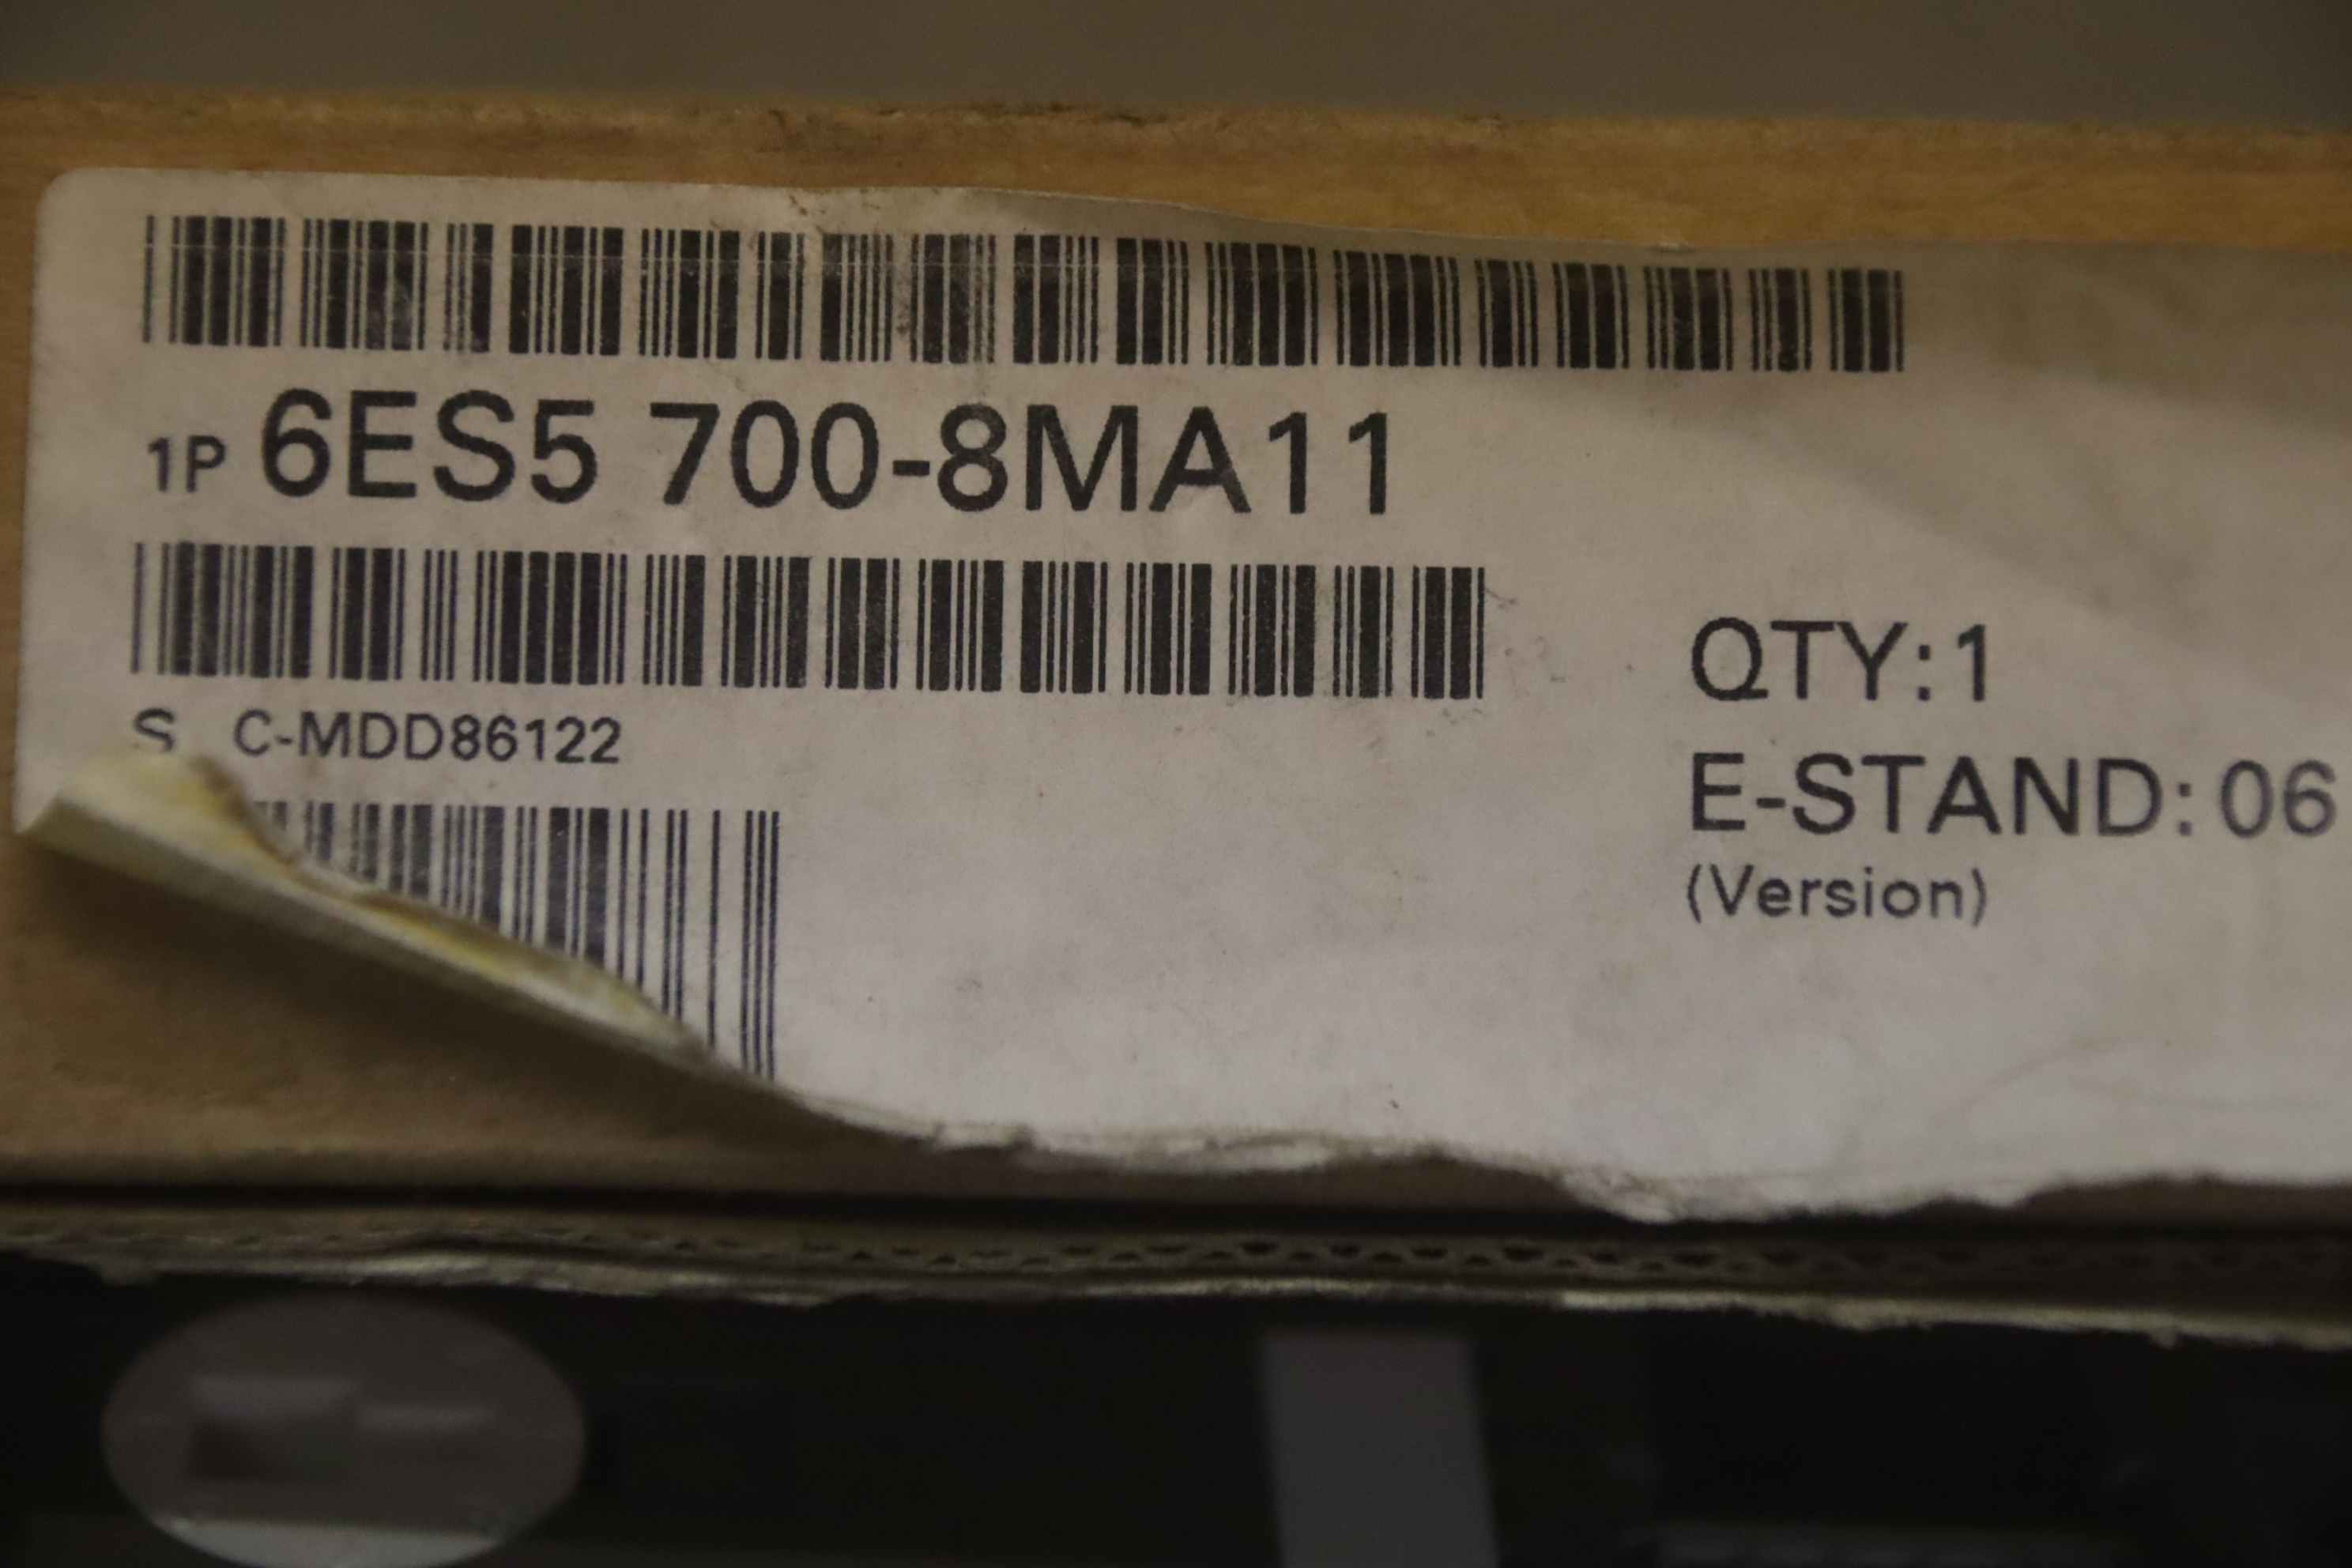 1P 6ES5 700-8MA11
S C-MDD86122
QTY:1
E-STAND: 06
(Version)